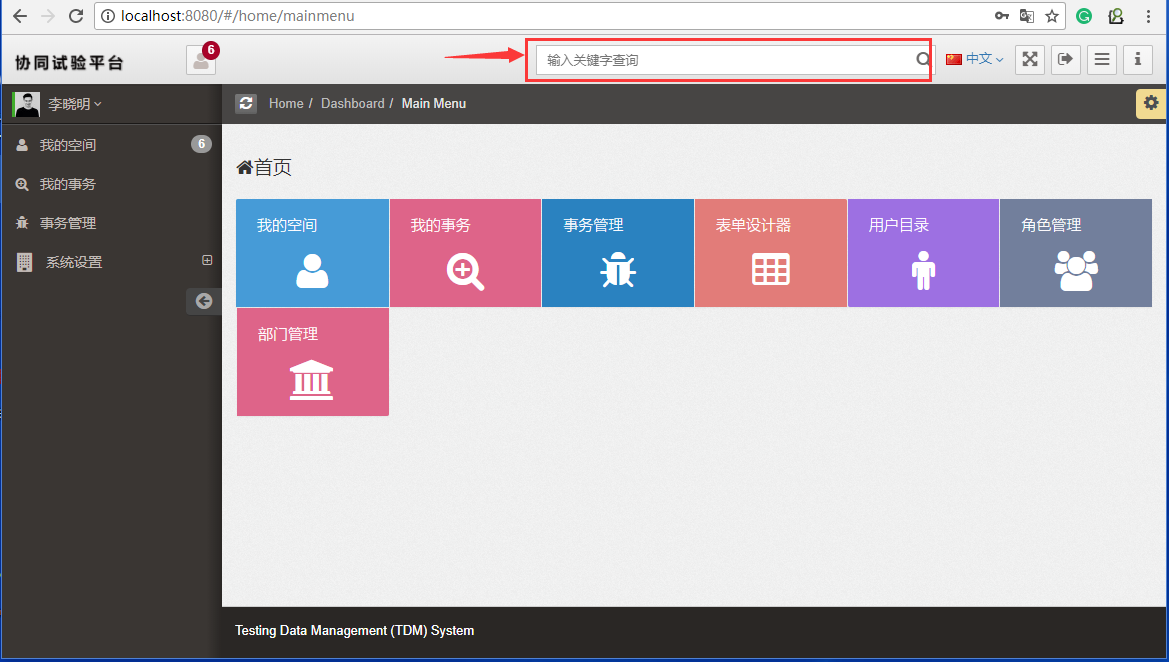 localhost:8080/#/home/mainmenu
协同试验平台
6
输入关键字查询
中文
李晓明
Home / Dashboard / Main Menu
我的空间
6
我的事务
事务管理
系统设置
首页
我的空间
我的事务
事务管理
表单设计器
用户目录
角色管理
部门管理
Testing Data Management (TDM) System